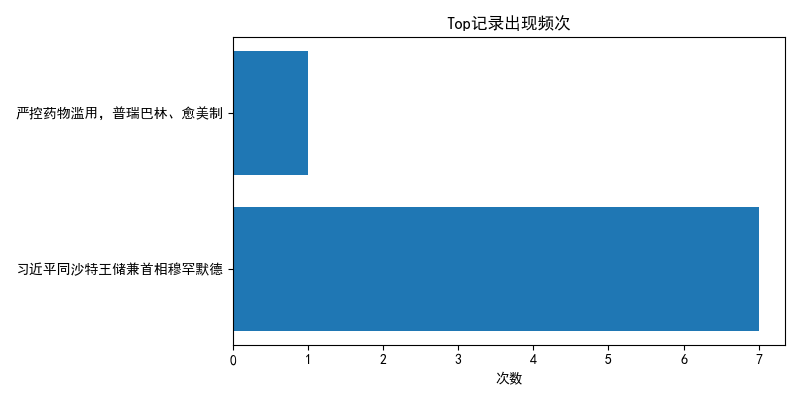 Top记录出现频次
严控药物滥用，普瑞巴林、愈美制
习近平同沙特王储兼首相穆罕默德
0 1 2 3 4 5 6 7
次数